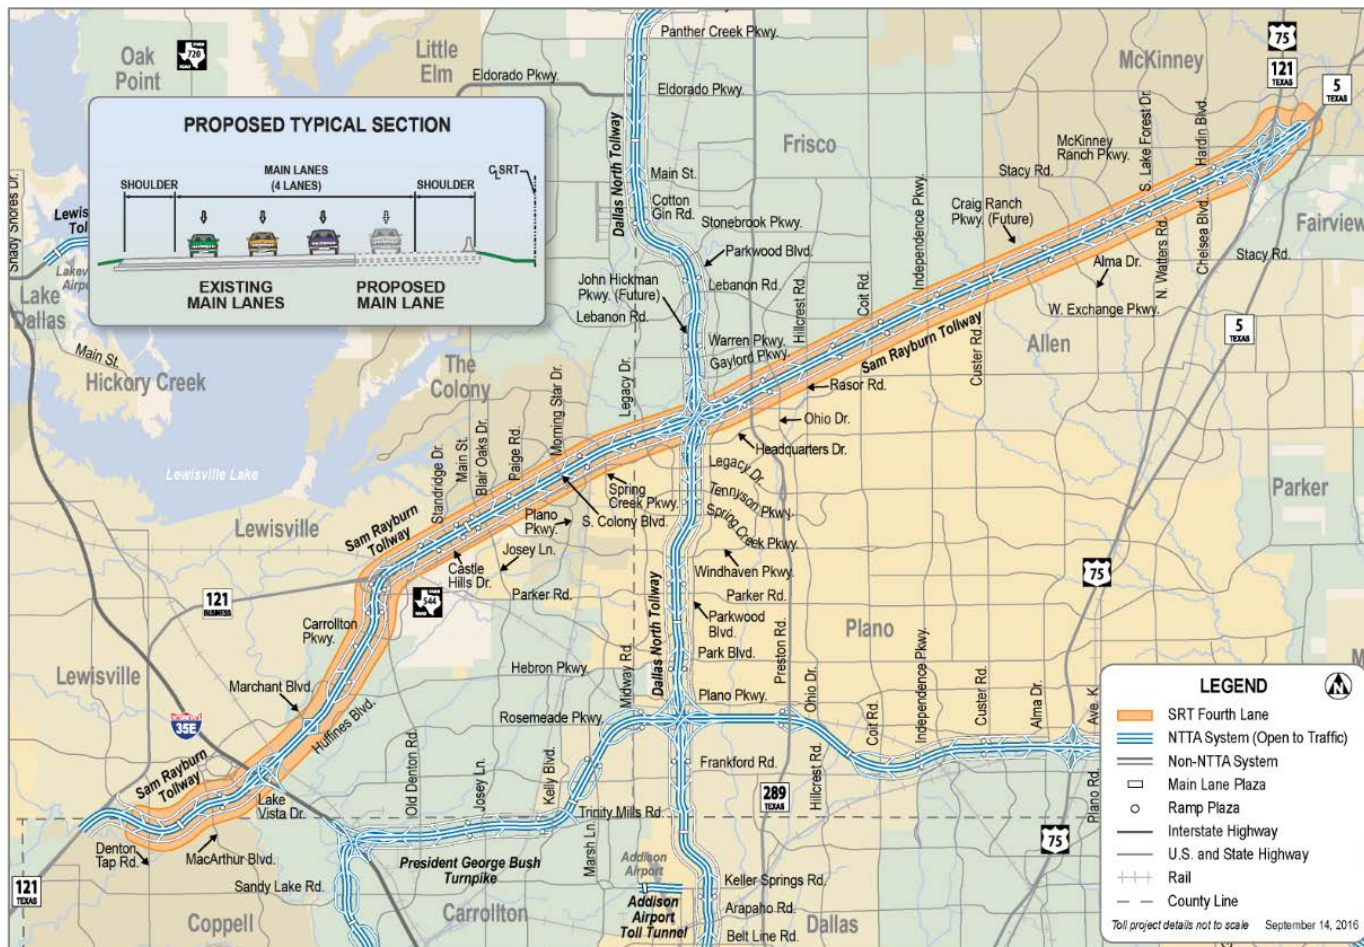 Oak
Point
TEXAS
720
ROAD
Little
Elm
Eldorado Pkwy.
Panther Creek Pkwy.
Eldorado Pkwy.
McKinney
75
121
TEXAS
5
TEXAS
PROPOSED TYPICAL SECTION
MAIN LANES
(4 LANES)
SHOULDER
SHOULDER
CL SRT
EXISTING
MAIN LANES
PROPOSED
MAIN LANE
Shady Shores Dr.
Lake
Dallas
Main St.
Hickory Creek
Lewisville Lake
The
Colony
Dallas North Tollway
Main St.
Cotton
Gin Rd.
Frisco
Stonebrook Pkwy.
Parkwood Blvd.
John Hickman
Pkwy. (Future)
Lebanon Rd.
Lebanon Rd.
Warren Pkwy.
Gaylord Pkwy.
Hillcrest Rd.
Coit Rd.
Independence Pkwy.
Stacy Rd.
McKinney
Ranch Pkwy.
Craig Ranch
Pkwy. (Future)
S. Lake Forest Dr.
Hardin Blvd.
Chelsea Blvd.
N. Watters Rd.
Alma Dr.
W. Exchange Pkwy.
Custer Rd.
Stacy Rd.
Fairview
5
TEXAS
Allen
Sam Rayburn Tollway
Rasor Rd.
Ohio Dr.
Headquarters Dr.
Legacy Dr.
Morning Star Dr.
Paige Rd.
Blair Oaks Dr.
Main St.
Standridge Dr.
Lewisville
Sam Rayburn
Tollway
Spring
Creek Pkwy.
S. Colony Blvd.
Plano
Pkwy.
Josey Ln.
Castle
Hills Dr.
544
Parker Rd.
Legacy Dr.
Tennyson Pkwy.
Spring Creek Pkwy.
Windhaven Pkwy.
Parker Rd.
Parkwood
Blvd.
Park Blvd.
Dallas North Tollway
Midway Rd.
Parker
75
Plano
121
BUSINESS
Carrollton
Pkwy.
Lewisville
Marchant Blvd.
35E
Huffines Blvd.
Hebron Pkwy.
Rosemeade Pkwy.
Plano Pkwy.
Preston Rd.
Ohio Dr.
Coit Rd.
Independence Pkwy.
Custer Rd.
Alma Dr.
Ave. K
Plano Rd.
Sam Rayburn
Tollway
Lake
Vista Dr.
Old Denton Rd.
Josey Ln.
Kelly Blvd.
Frankford Rd.
Hillcrest Rd.
289
TEXAS
Trinity Mills Rd.
Marsh Ln.
75
Denton
Tap Rd.
MacArthur Blvd.
121
TEXAS
Sandy Lake Rd.
President George Bush
Turnpike
Addison
Airport
Addison
Airport
Toll Tunnel
Keller Springs Rd.
Arapaho Rd.
Belt Line Rd.
Coppell
Carrollton
Dallas
LEGEND
N
SRT Fourth Lane
NTTA System (Open to Traffic)
Non-NTTA System
Main Lane Plaza
Ramp Plaza
Interstate Highway
U.S. and State Highway
Rail
County Line
Toll project details not to scale September 14, 2016